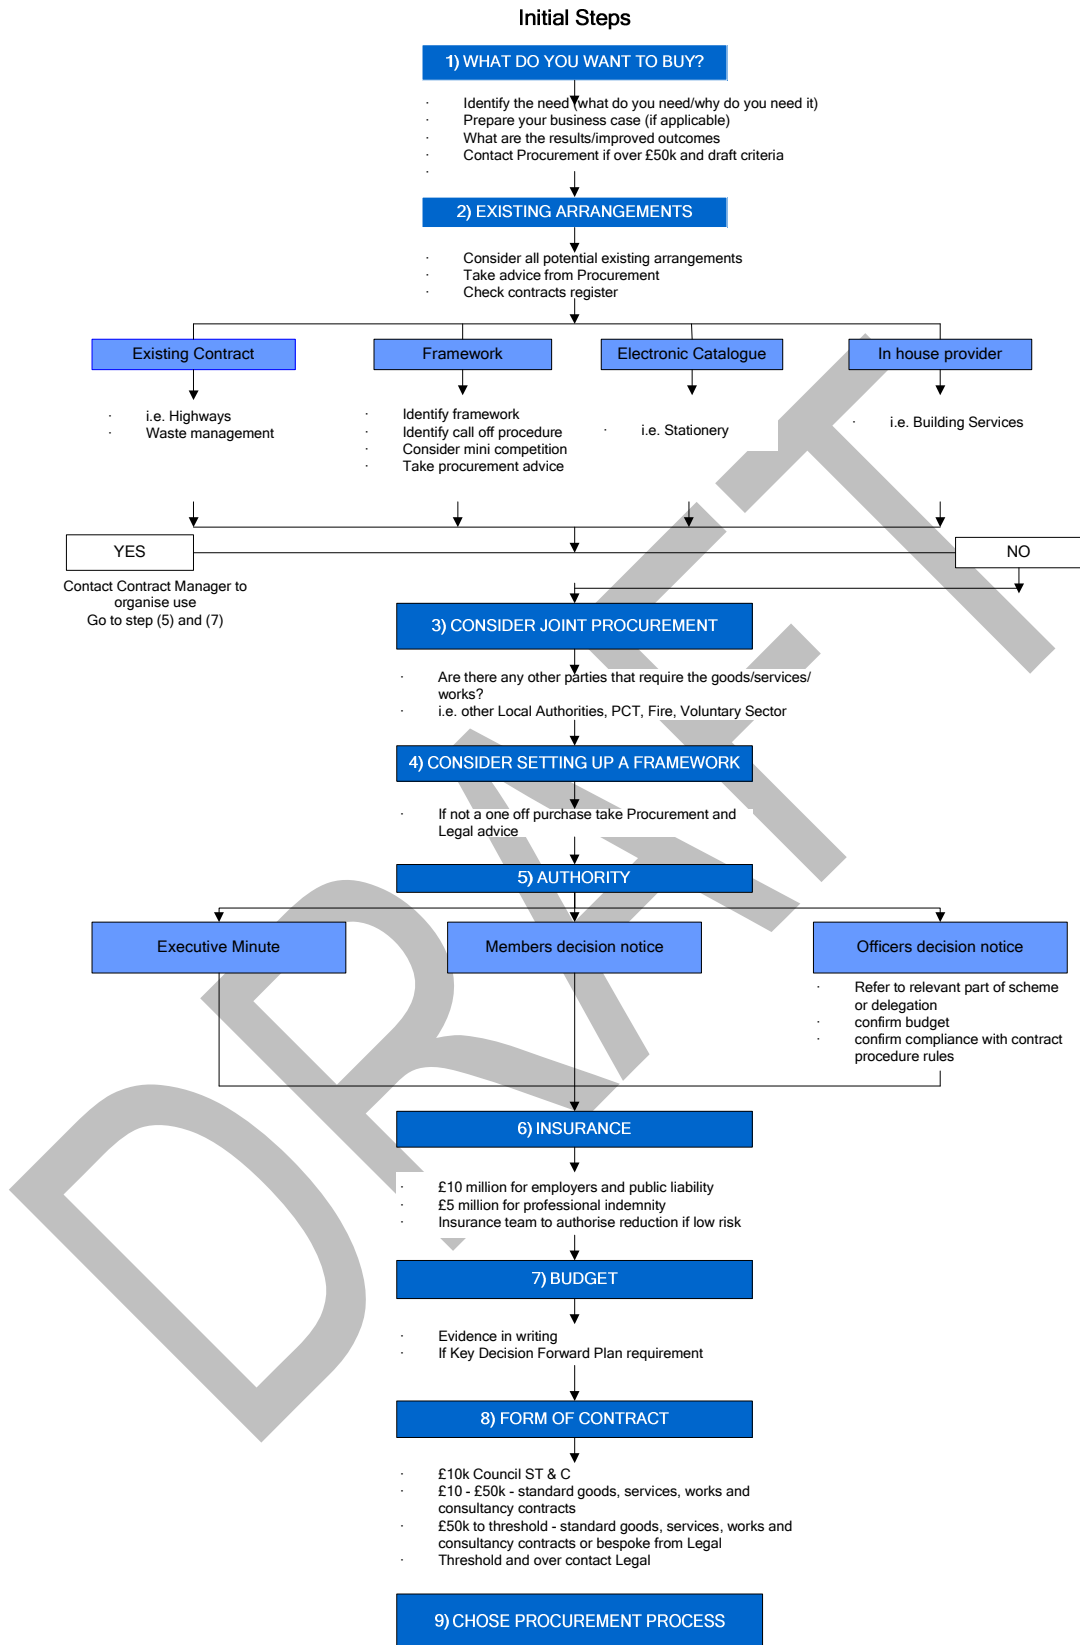 Initial Steps
1) WHAT DO YOU WANT TO BUY?
· Identify the need (what do you need/why do you need it)
· Prepare your business case (if applicable)
· What are the results/improved outcomes
· Contact Procurement if over £50k and draft criteria
·
2) EXISTING ARRANGEMENTS
· Consider all potential existing arrangements
· Take advice from Procurement
· Check contracts register
Existing Contract
Framework
Electronic Catalogue
In house provider
· i.e. Highways
· Waste management
· Identify framework
· Identify call off procedure
· Consider mini competition
· Take procurement advice
· i.e. Stationery
· i.e. Building Services
YES
NO
Contact Contract Manager to
organise use
Go to step (5) and (7)
3) CONSIDER JOINT PROCUREMENT
· Are there any other parties that require the goods/services/
works?
· i.e. other Local Authorities, PCT, Fire, Voluntary Sector
4) CONSIDER SETTING UP A FRAMEWORK
· If not a one off purchase take Procurement and
Legal advice
5) AUTHORITY
Executive Minute
Members decision notice
Officers decision notice
· Refer to relevant part of scheme
or delegation
· confirm budget
· confirm compliance with contract
procedure rules
6) INSURANCE
· £10 million for employers and public liability
· £5 million for professional indemnity
· Insurance team to authorise reduction if low risk
7) BUDGET
· Evidence in writing
· If Key Decision Forward Plan requirement
8) FORM OF CONTRACT
· £10k Council ST & C
· £10 - £50k - standard goods, services, works and
consultancy contracts
· £50k to threshold - standard goods, services, works and
consultancy contracts or bespoke from Legal
· Threshold and over contact Legal
9) CHOSE PROCUREMENT PROCESS
DRAFT